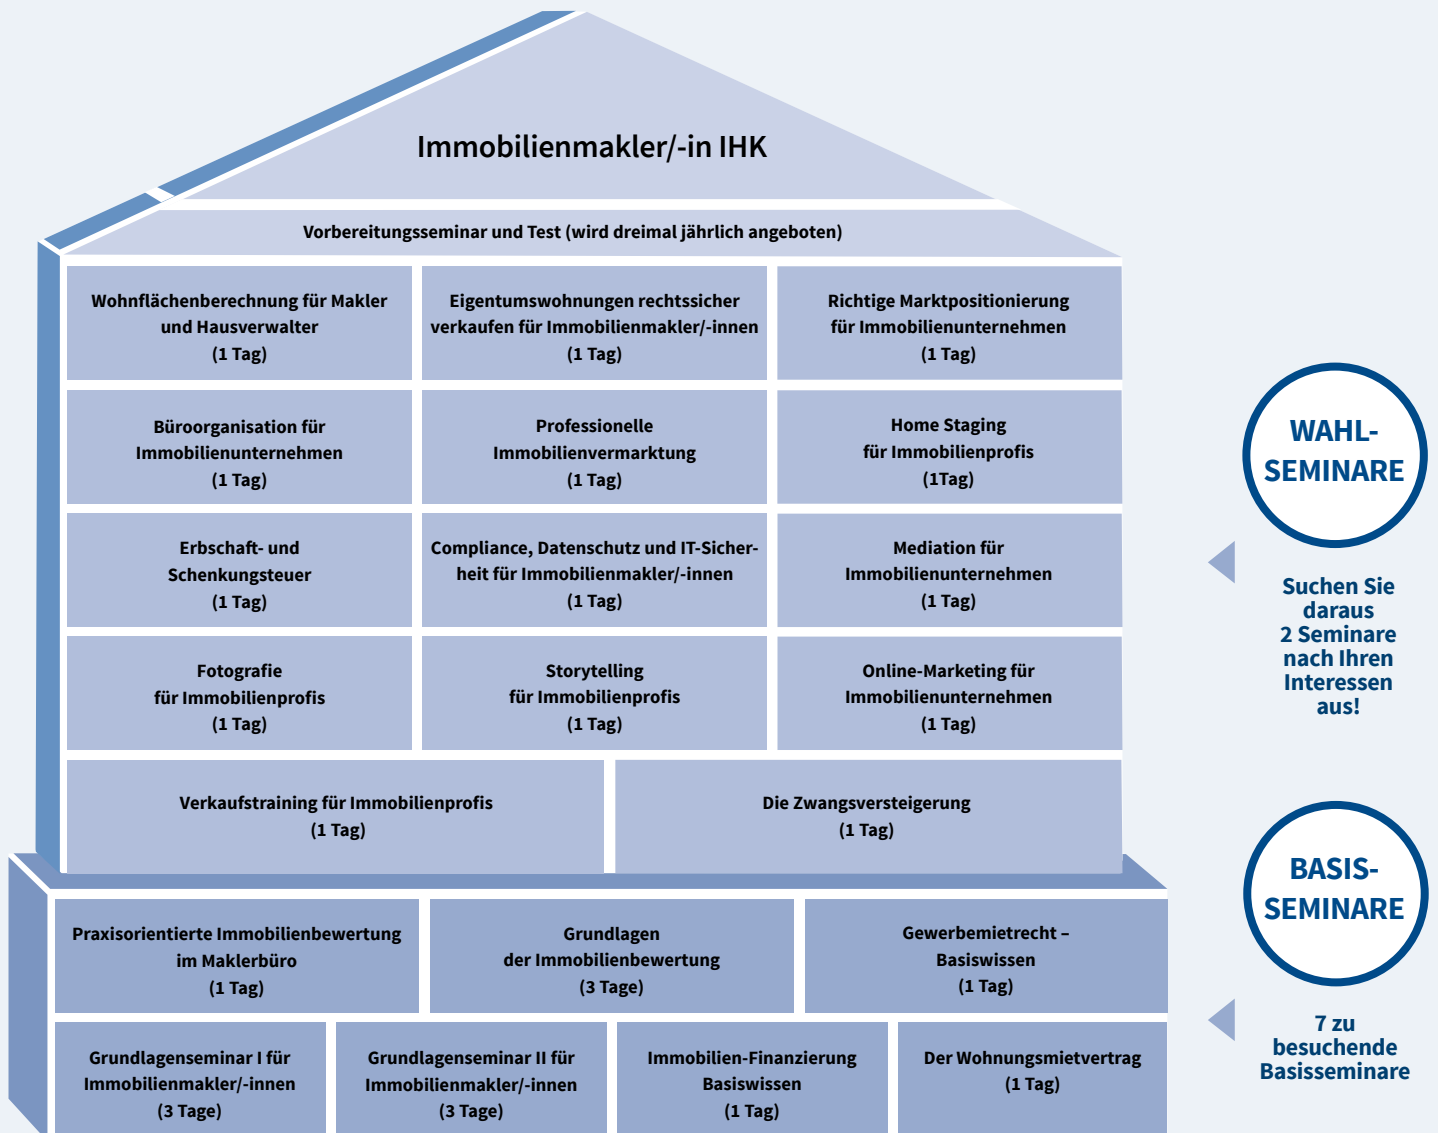 Immobilienmakler/-in IHK
Vorbereitungsseminar und Test (wird dreimal jährlich angeboten)
Wohnflächenberechnung für Makler
und Hausverwalter
(1 Tag)
Eigentumswohnungen rechtssicher
verkaufen für Immobilienmakler/-innen
(1 Tag)
Richtige Marktpositionierung
für Immobilienunternehmen
(1 Tag)
Büroorganisation für
Immobilienunternehmen
(1 Tag)
Professionelle
Immobilienvermarktung
(1 Tag)
Home Staging
für Immobilienprofis
(1Tag)
Erbschaft- und
Schenkungsteuer
(1 Tag)
Compliance, Datenschutz und IT-Sicher-
heit für Immobilienmakler/-innen
(1 Tag)
Mediation für
Immobilienunternehmen
(1 Tag)
Fotografie
für Immobilienprofis
(1 Tag)
Storytelling
für Immobilienprofis
(1 Tag)
Online-Marketing für
Immobilienunternehmen
(1 Tag)
Verkaufstraining für Immobilienprofis
(1 Tag)
Die Zwangsversteigerung
(1 Tag)
WAHL-
SEMINARE
Suchen Sie
daraus
2 Seminare
nach Ihren
Interessen
aus!
Praxisorientierte Immobilienbewertung
im Maklerbüro
(1 Tag)
Grundlagen
der Immobilienbewertung
(3 Tage)
Gewerbemietrecht –
Basiswissen
(1 Tag)
Grundlagenseminar I für
Immobilienmakler/-innen
(3 Tage)
Grundlagenseminar II für
Immobilienmakler/-innen
(3 Tage)
Immobilien-Finanzierung
Basiswissen
(1 Tag)
Der Wohnungsmietvertrag
(1 Tag)
BASIS-
SEMINARE
7 zu
besuchende
Basisseminare